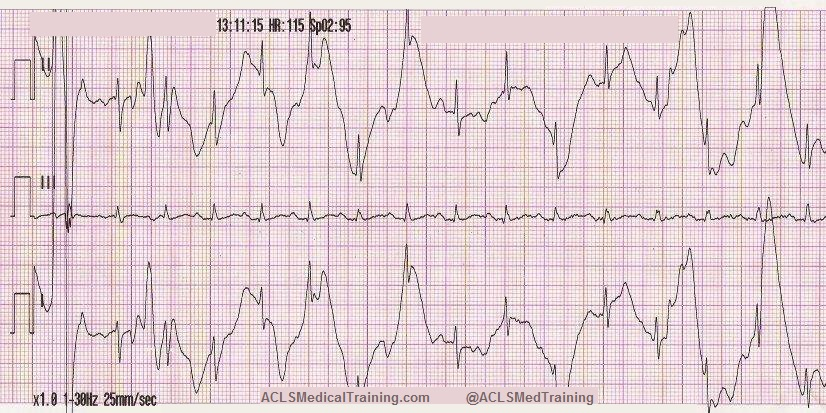 13:11:15 HR:115 SpO2:95
II
III
I
x1.0 1-30Hz 25mm/sec
ACLSMedicalTraining.com @ACLSMedTraining